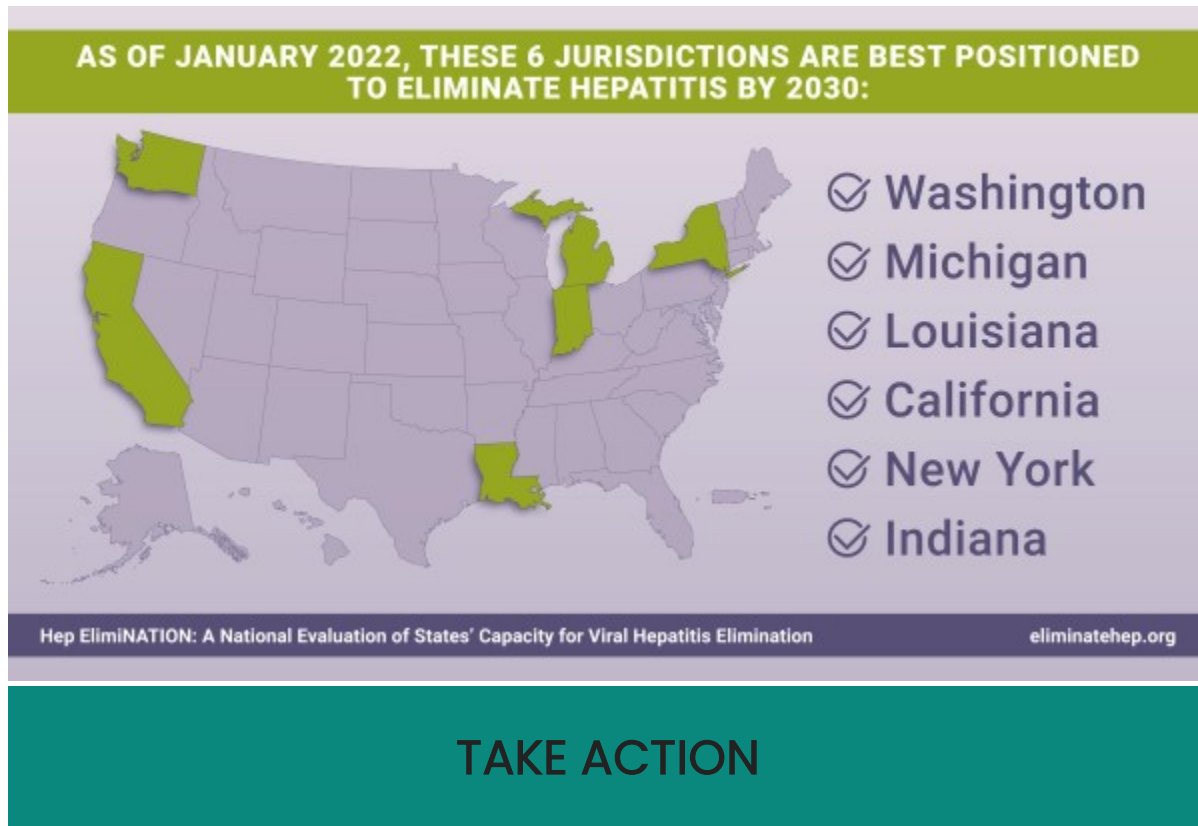 AS OF JANUARY 2022, THESE 6 JURISDICTIONS ARE BEST POSITIONED
TO ELIMINATE HEPATITIS BY 2030:
Washington
Michigan
Louisiana
California
New York
Indiana
Hep ElimiNATION: A National Evaluation of States’ Capacity for Viral Hepatitis Elimination
eliminatehep.org
TAKE ACTION